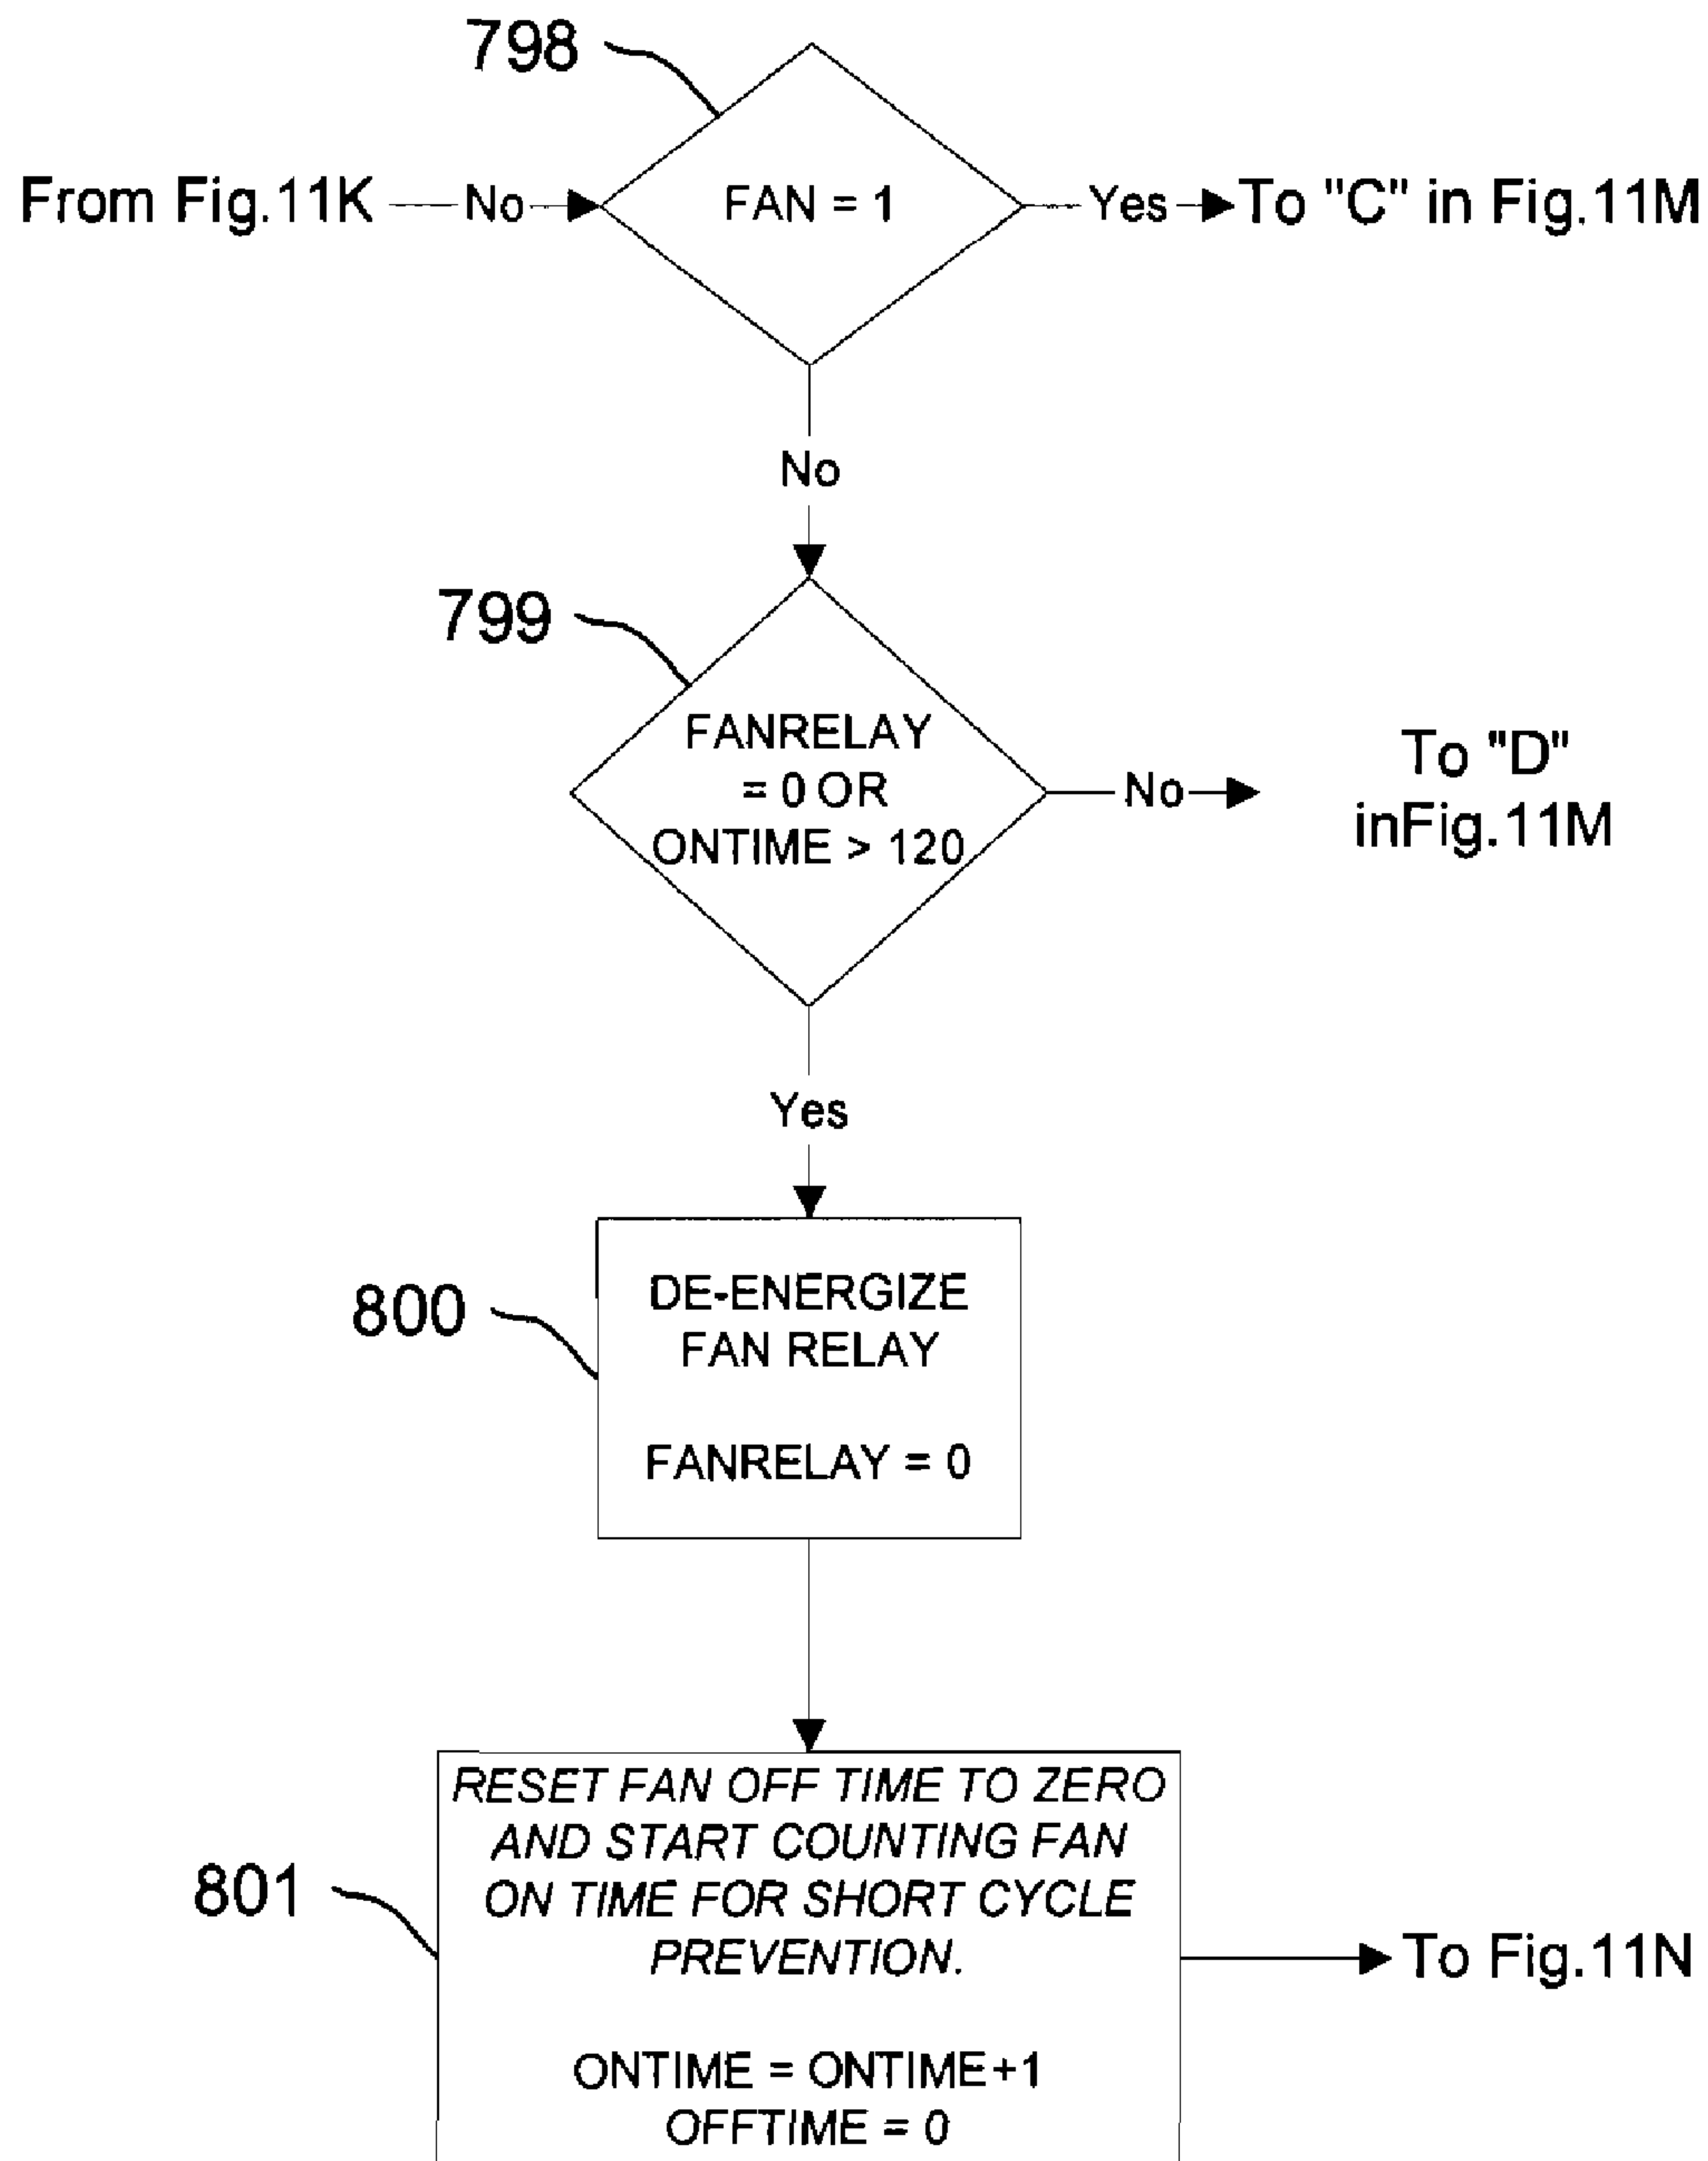 798
From Fig.11K
No
FAN = 1
Yes
To "C" in Fig.11M
No
799
FANRELAY
= 0 OR
ONTIME > 120
No
To "D"
inFig.11M
Yes
800
DE-ENERGIZE
FAN RELAY
FANRELAY = 0
801
RESET FAN OFF TIME TO ZERO
AND START COUNTING FAN
ON TIME FOR SHORT CYCLE
PREVENTION.
ONTIME = ONTIME+1
OFFTIME = 0
To Fig.11N